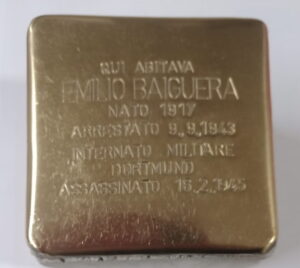 QUI ABITAVA
EMILIO BAIGUERA
NATO 1917
ARRESTATO 9.9.1943
INTERNATO MILITARE
DORTMUND
ASSASSINATO 16.2.1945